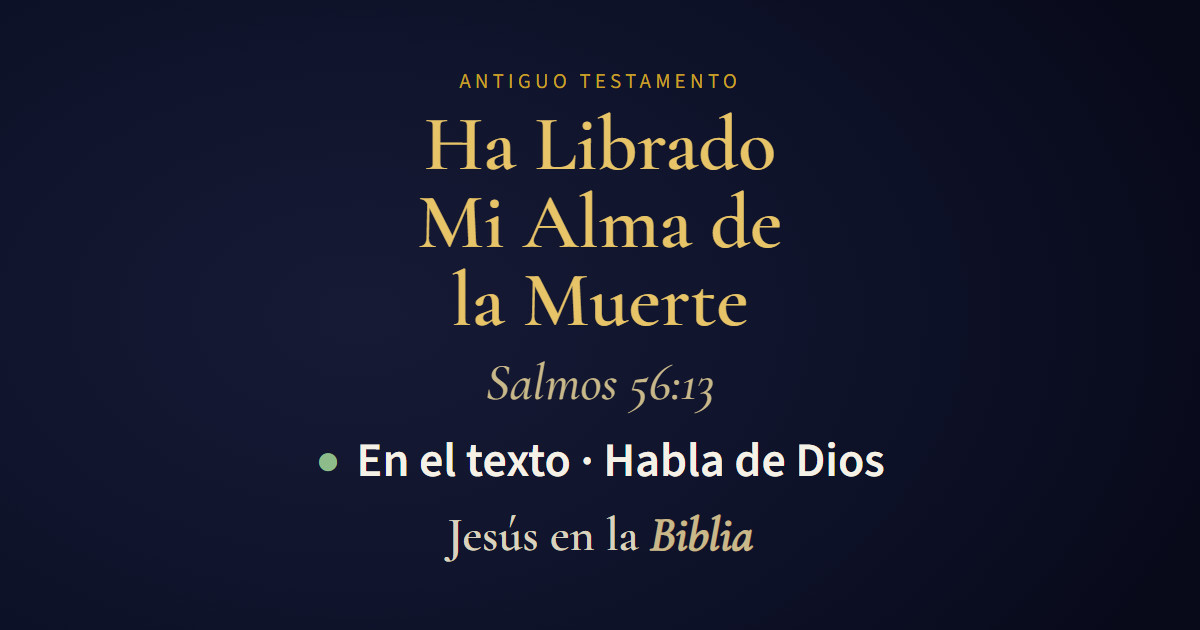 ANTIGUO TESTAMENTO
Ha Librado
Mi Alma de
la Muerte
Salmos 56:13
En el texto · Habla de Dios
Jesús en la Biblia